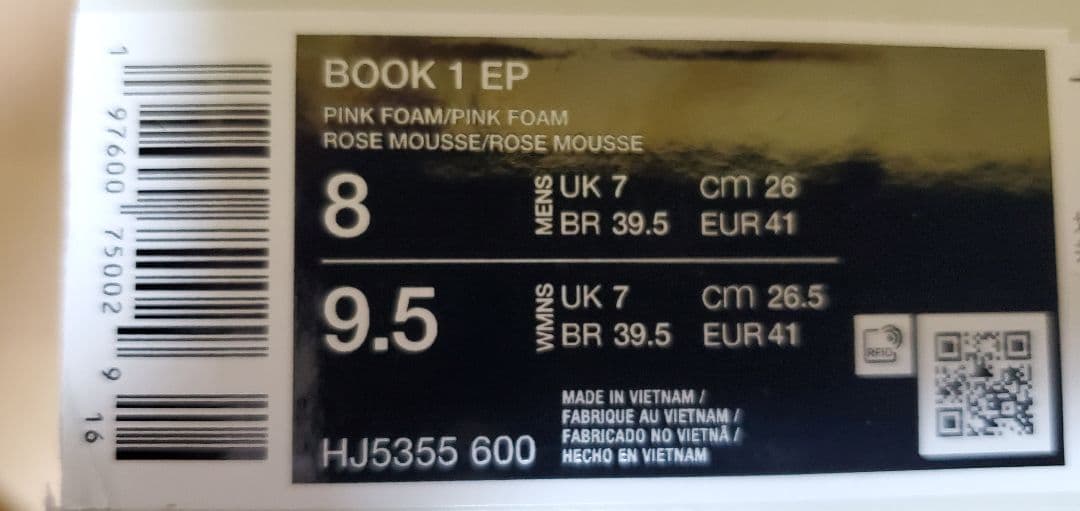 BOOK 1 EP
PINK FOAM/PINK FOAM
ROSE MOUSSE/ROSE MOUSSE
8 MENS UK 7 cm 26
BR 39.5 EUR 41
9.5 WMNS UK 7 cm 26.5
BR 39.5 EUR 41
MADE IN VIETNAM /
FABRIQUE AU VIETNAM /
FABRICADO NO VIETNÃ /
HECHO EN VIETNAM
HJ5355 600
RFID
1 97600 75002 9 16